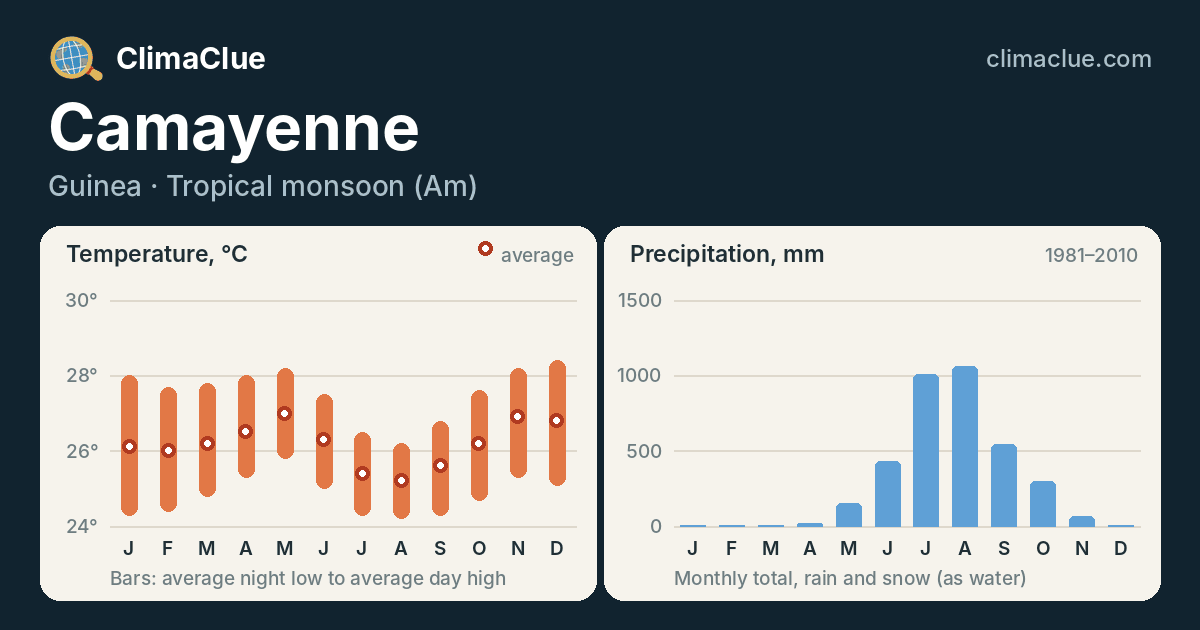 ClimaClue
climaclue.com
Camayenne
Guinea · Tropical monsoon (Am)
Temperature, °C
average
30°
28°
26°
24°
J F M A M J J A S O N D
Bars: average night low to average day high
Precipitation, mm
1981–2010
1500
1000
500
0
J F M A M J J A S O N D
Monthly total, rain and snow (as water)